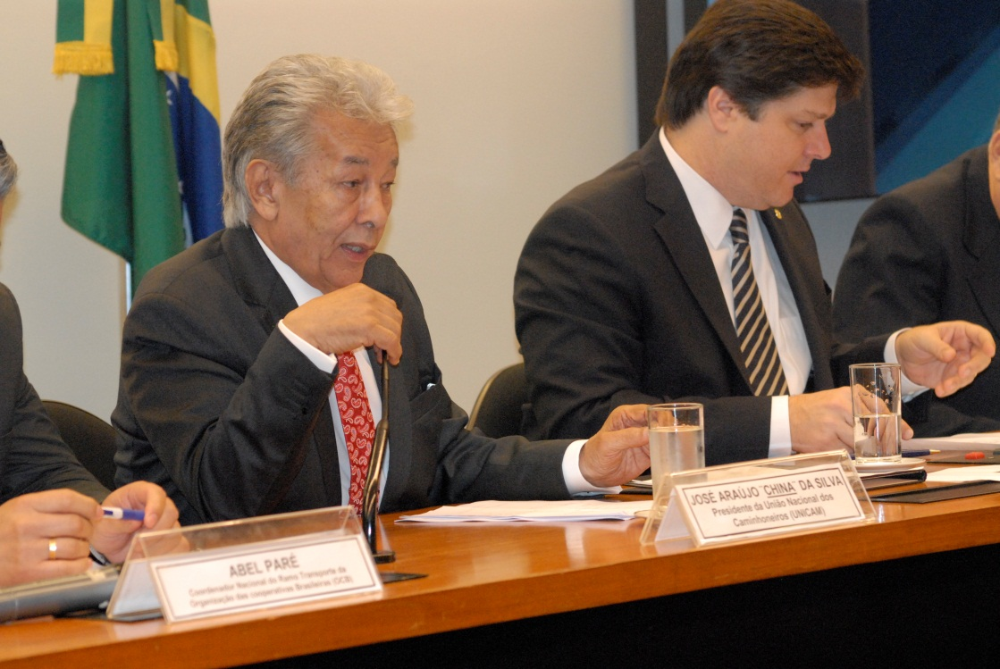 ABEL PARÉ
Coordenador Nacional do Ramo Transporte da
Organização das cooperativas Brasileiras (OCB)
JOSÉ ARAÚJO "CHINA" DA SILVA
Presidente da União Nacional dos
Caminhoneiros (UNICAM)